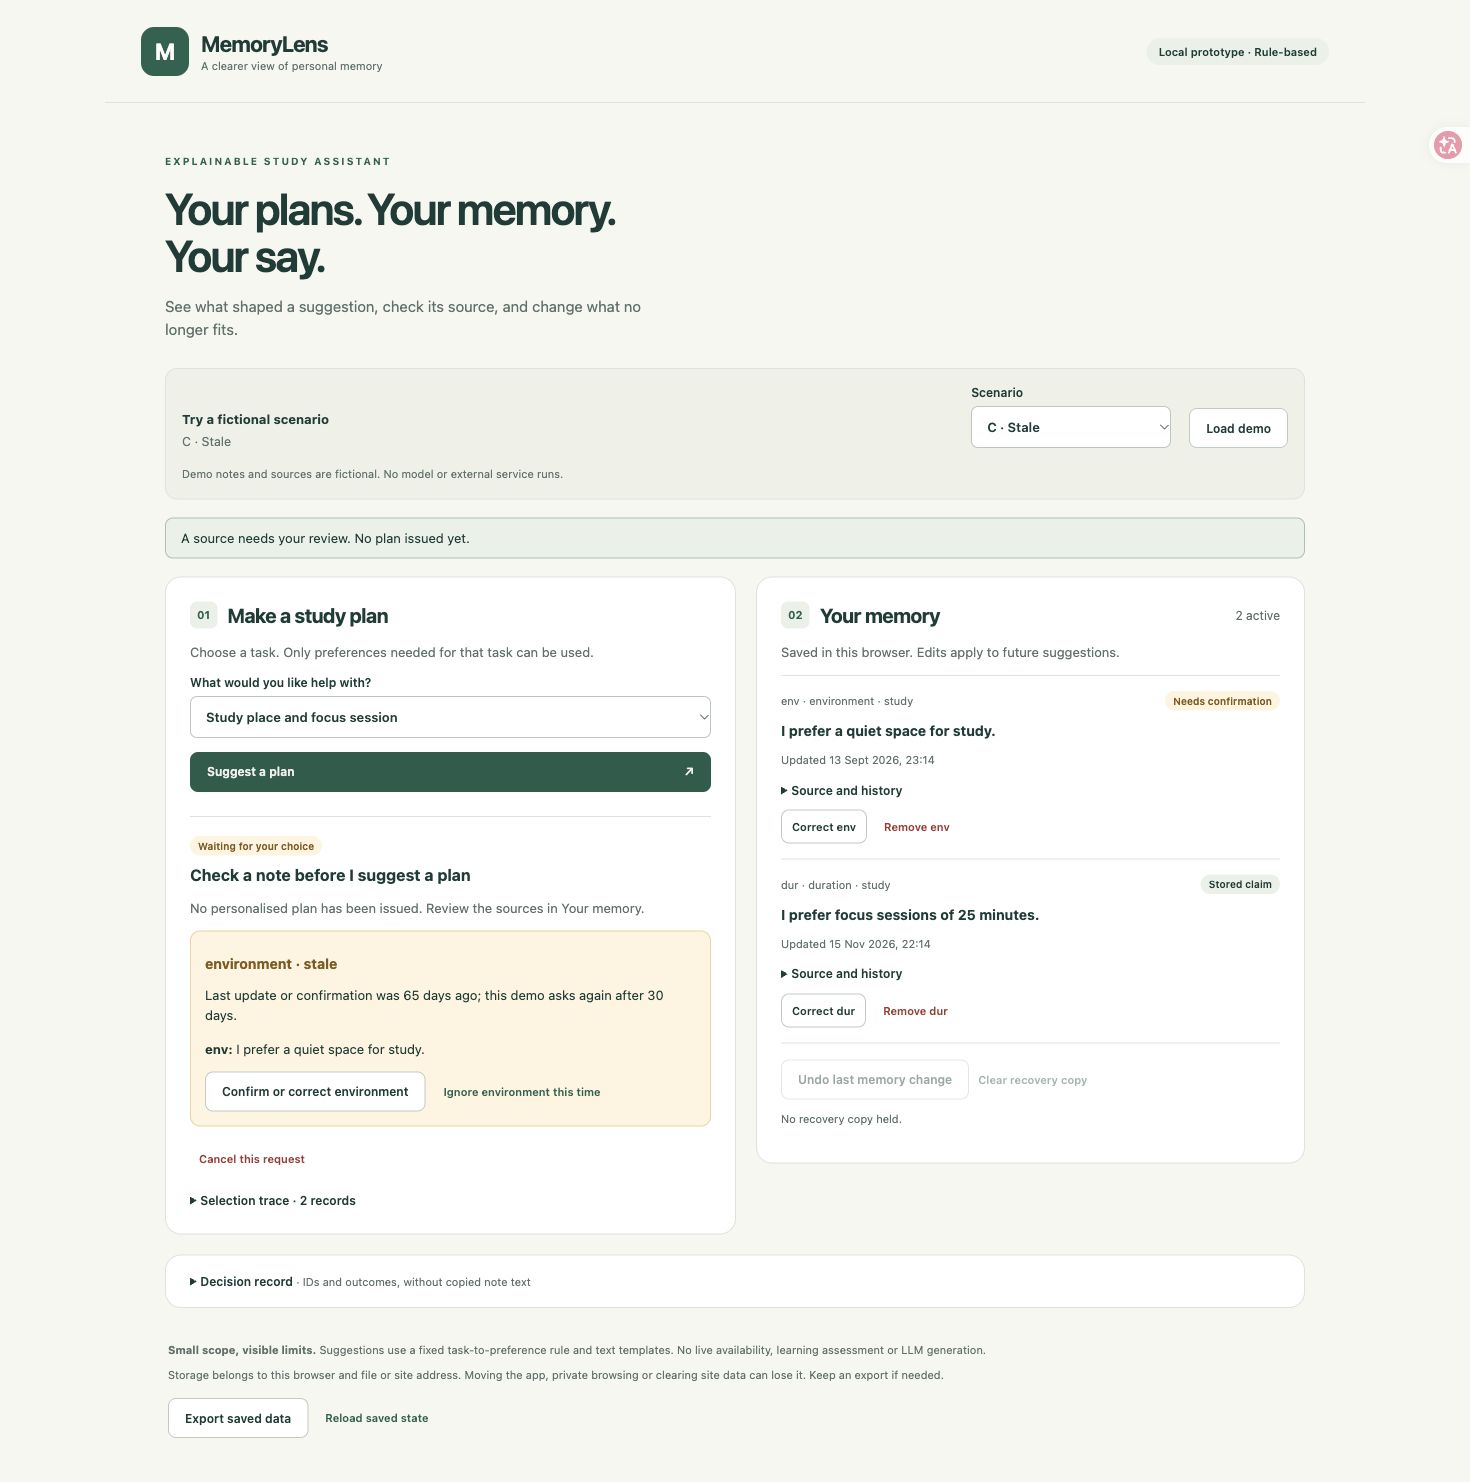 M
MemoryLens
A clearer view of personal memory
Local prototype · Rule-based
EXPLAINABLE STUDY ASSISTANT
Your plans. Your memory.
Your say.
See what shaped a suggestion, check its source, and change what no
longer fits.
Try a fictional scenario
C · Stale
Demo notes and sources are fictional. No model or external service runs.
Scenario
C · Stale
Load demo
A source needs your review. No plan issued yet.
01 Make a study plan
Choose a task. Only preferences needed for that task can be used.
What would you like help with?
Study place and focus session
Suggest a plan ↗
Waiting for your choice
Check a note before I suggest a plan
No personalised plan has been issued. Review the sources in Your memory.
environment · stale
Last update or confirmation was 65 days ago; this demo asks again after 30
days.
env: I prefer a quiet space for study.
Confirm or correct environment
Ignore environment this time
Cancel this request
Selection trace · 2 records
02 Your memory
2 active
Saved in this browser. Edits apply to future suggestions.
env · environment · study
Needs confirmation
I prefer a quiet space for study.
Updated 13 Sept 2026, 23:14
Source and history
Correct env
Remove env
dur · duration · study
Stored claim
I prefer focus sessions of 25 minutes.
Updated 15 Nov 2026, 22:14
Source and history
Correct dur
Remove dur
Undo last memory change
Clear recovery copy
No recovery copy held.
Decision record · IDs and outcomes, without copied note text
Small scope, visible limits. Suggestions use a fixed task-to-preference rule and text templates. No live availability, learning assessment or LLM generation.
Storage belongs to this browser and file or site address. Moving the app, private browsing or clearing site data can lose it. Keep an export if needed.
Export saved data
Reload saved state